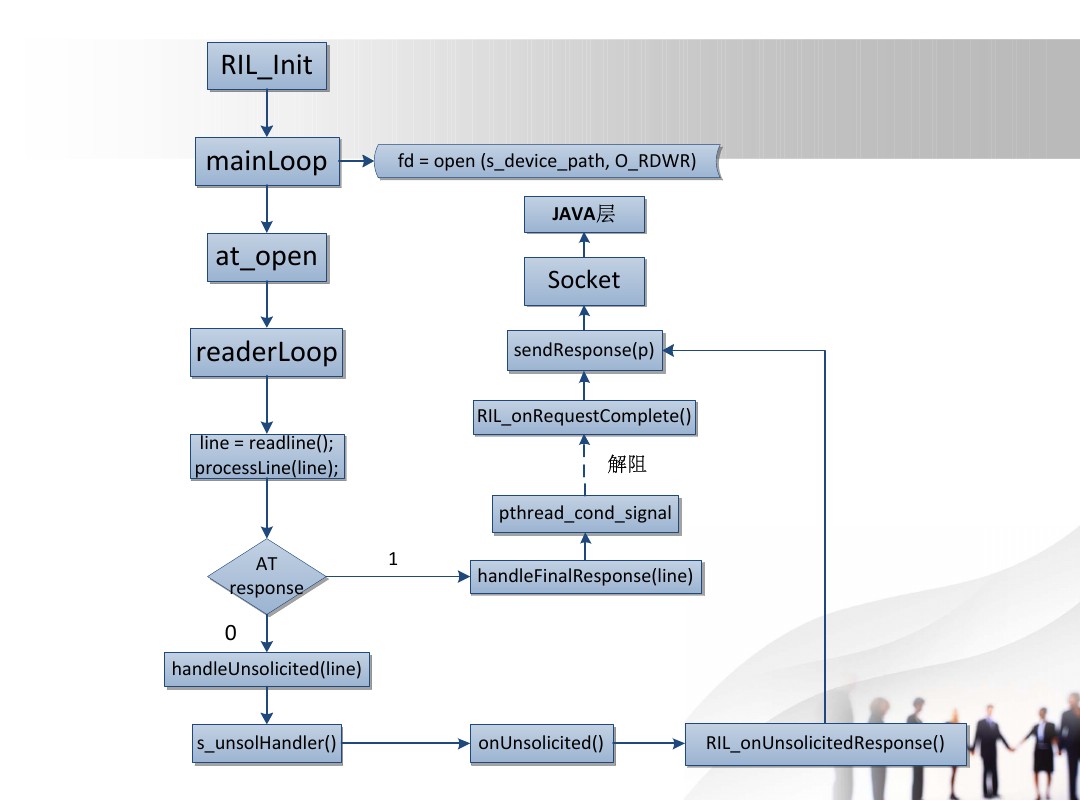 RIL_Init
mainLoop
fd = open (s_device_path, O_RDWR)
JAVA层
at_open
Socket
readerLoop
sendResponse(p)
RIL_onRequestComplete()
line = readline();
processLine(line);
解阻
pthread_cond_signal
AT
response
1
handleFinalResponse(line)
0
handleUnsolicited(line)
s_unsolHandler()
onUnsolicited()
RIL_onUnsolicitedResponse()